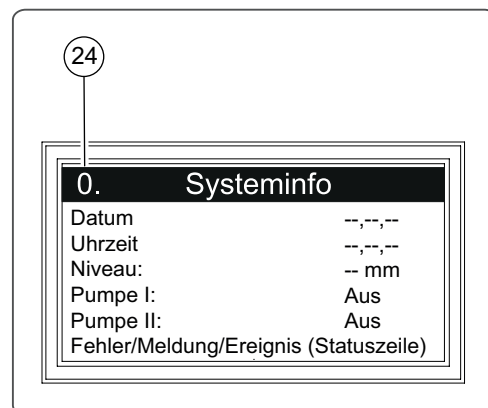 24
0. Systeminfo
Datum --,--,--
Uhrzeit --,--,--
Niveau: -- mm
Pumpe I: Aus
Pumpe II: Aus
Fehler/Meldung/Ereignis (Statuszeile)